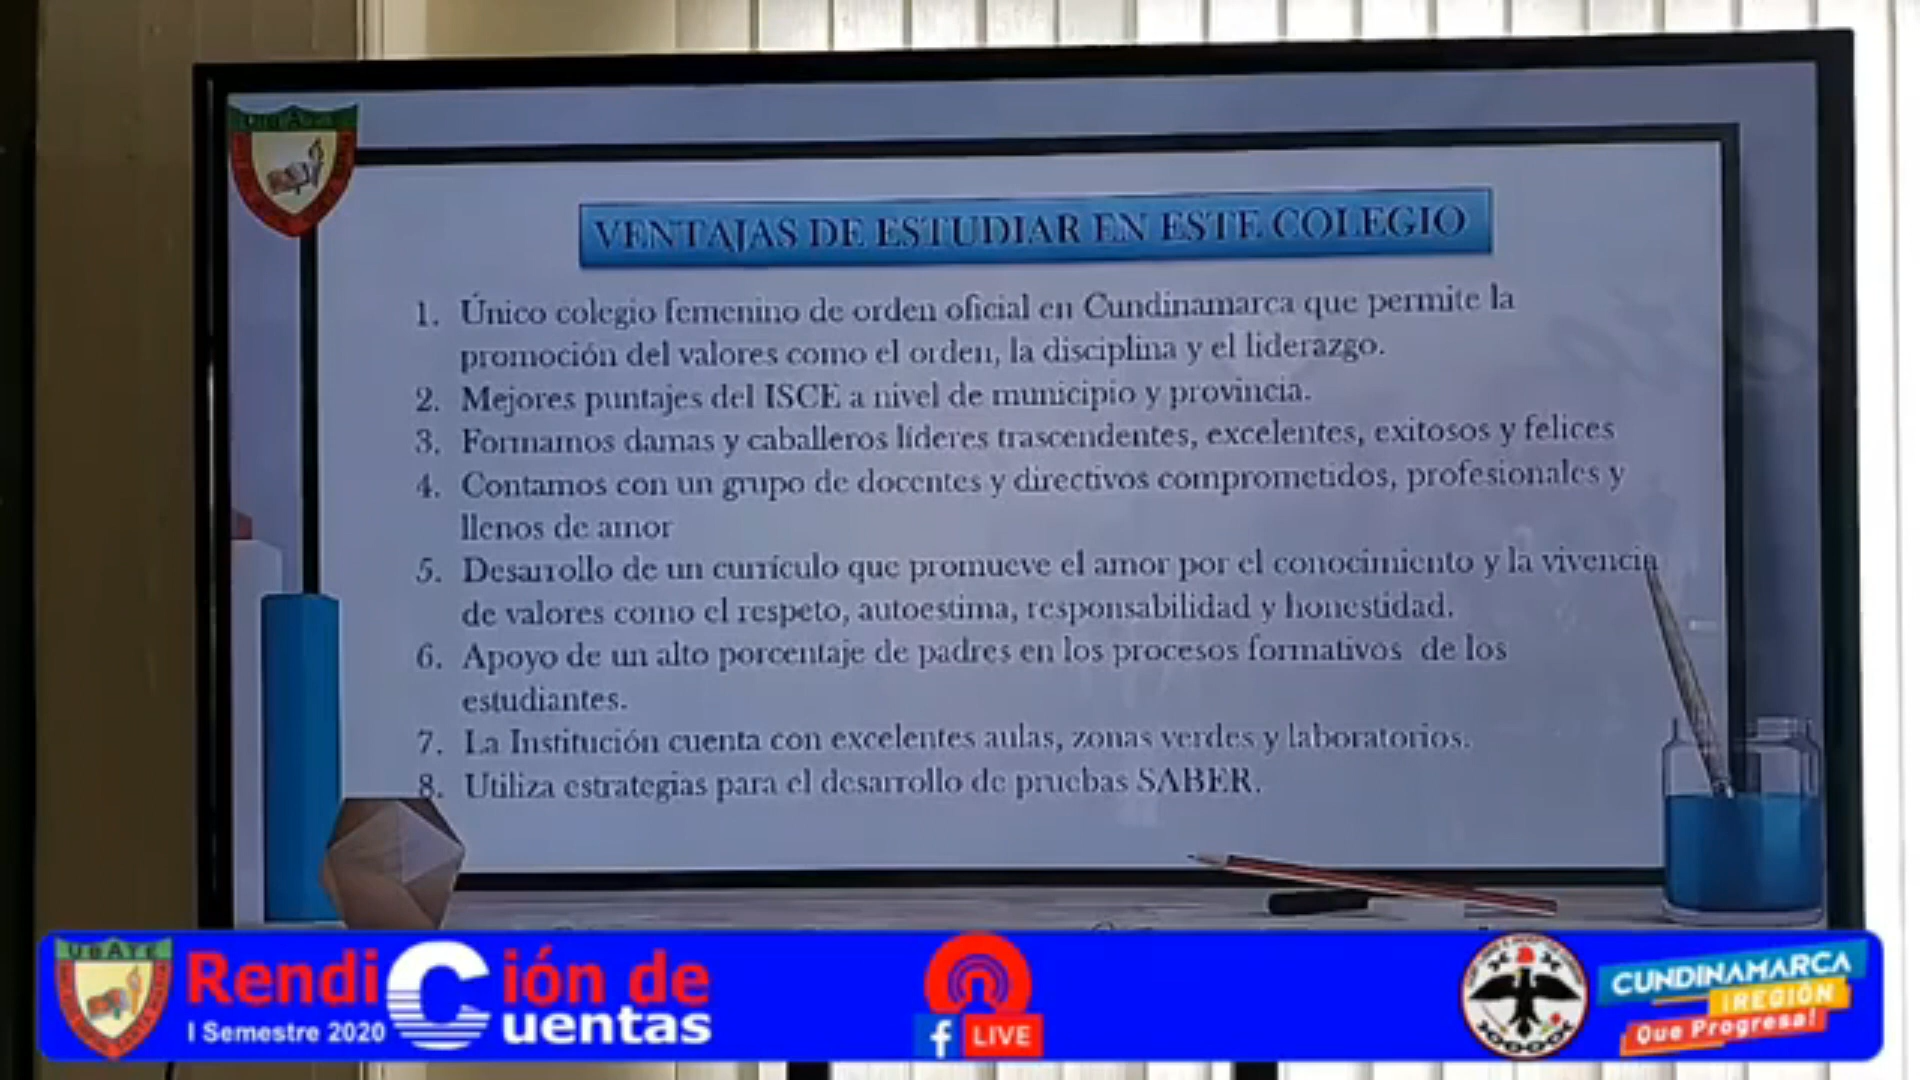 UBATE
VENTAJAS DE ESTUDIAR EN ESTE COLEGIO
1. Único colegio femenino de orden oficial en Cundinamarca que permite la
promoción del valores como el orden, la disciplina y el liderazgo.
2. Mejores puntajes del ISCE a nivel de municipio y provincia.
3. Formamos damas y caballeros líderes trascendentes, excelentes, exitosos y felices
4. Contamos con un grupo de docentes y directivos comprometidos, profesionales y
llenos de amor
5. Desarrollo de un currículo que promueve el amor por el conocimiento y la vivencia
de valores como el respeto, autoestima, responsabilidad y honestidad.
6. Apoyo de un alto porcentaje de padres en los procesos formativos de los
estudiantes.
7. La Institución cuenta con excelentes aulas, zonas verdes y laboratorios.
8. Utiliza estrategias para el desarrollo de pruebas SABER.
UBATE
Rendición de
Cuentas
I Semestre 2020
f LIVE
CUNDINAMARCA
¡REGIÓN
Que Progresa!